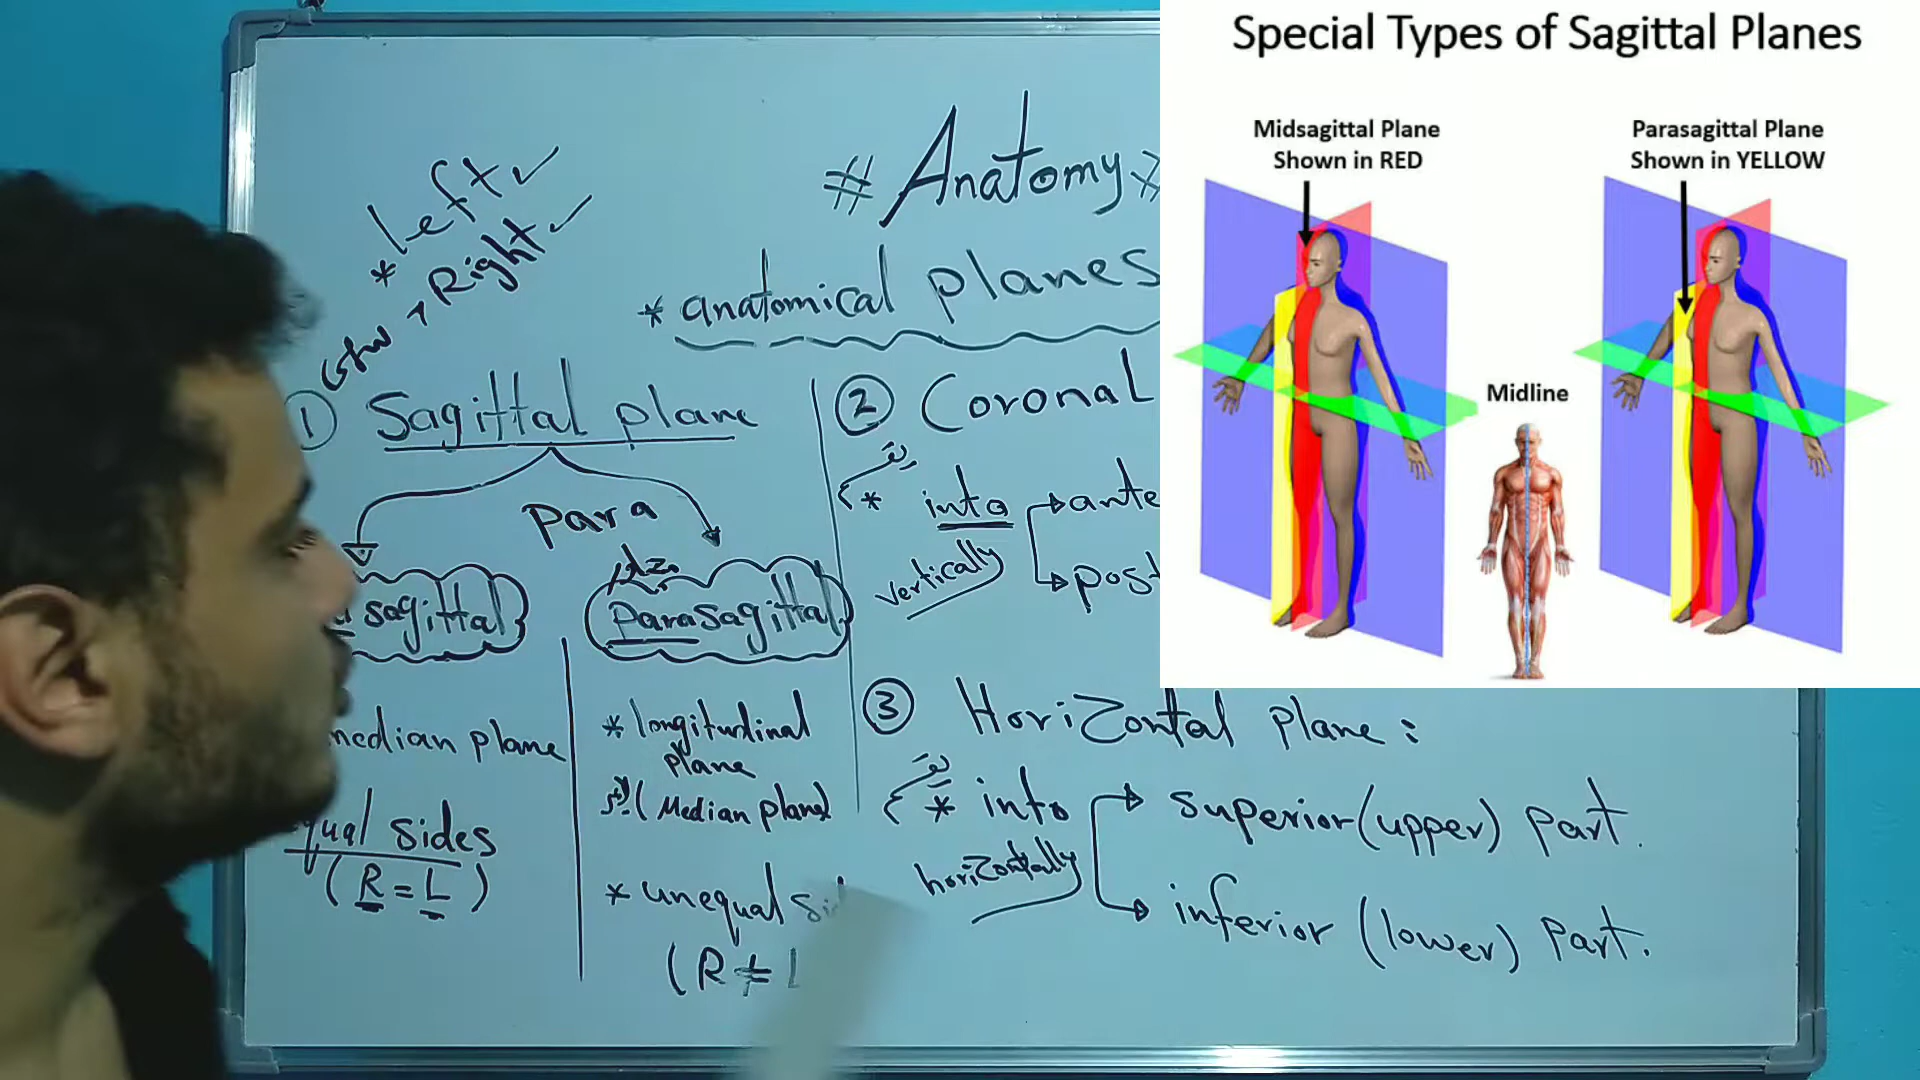 Special Types of Sagittal Planes
Midsagittal Plane
Shown in RED
Parasagittal Plane
Shown in YELLOW
Midline
# Anatomy
* anatomical planes
* Left ✓
Right ✓
1 Sagittal plane
Para
sagittal
Parasagittal
median plane
equal sides
(R = L)
* longitudinal
plane
(Median plane)
* unequal
(R ≠ L
2 Coronal
* into
vertically
ante
post
3 Horizontal plane:
* into
horizontally
superior (upper) part.
inferior (lower) part.